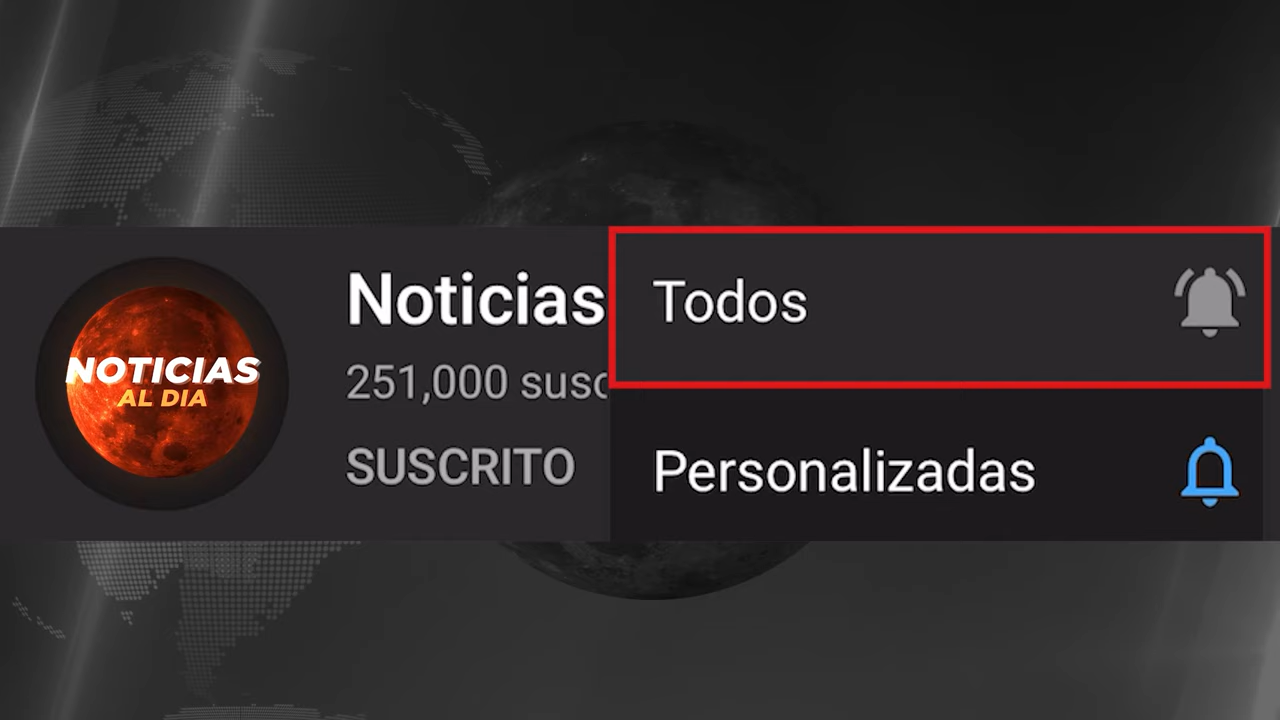 NOTICIAS
AL DIA
Noticias
251,000 susc
SUSCRITO
Todos
Personalizadas